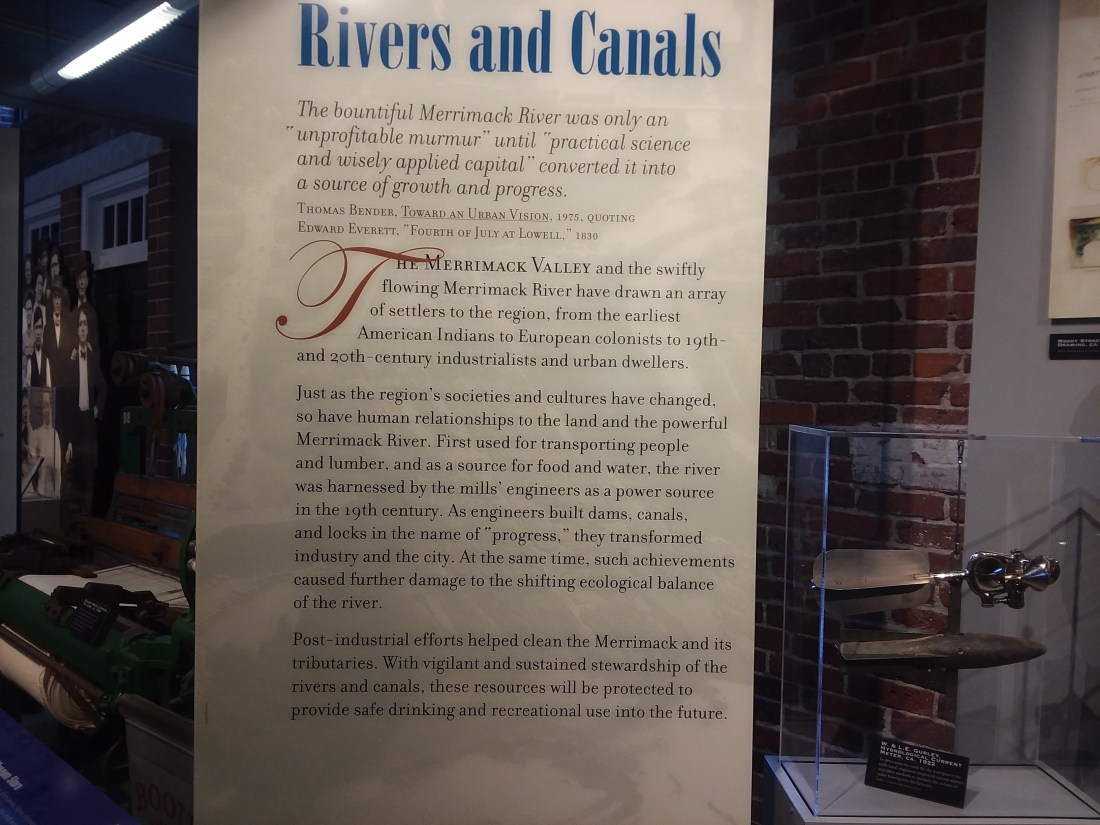 Rivers and Canals
The bountiful Merrimack River was only an
"unprofitable murmur" until "practical science
and wisely applied capital" converted it into
a source of growth and progress.
Thomas Bender, Toward an Urban Vision, 1975, quoting
Edward Everett, "Fourth of July at Lowell," 1830
The Merrimack Valley and the swiftly
flowing Merrimack River have drawn an array
of settlers to the region, from the earliest
American Indians to European colonists to 19th-
and 20th-century industrialists and urban dwellers.
Just as the region's societies and cultures have changed,
so have human relationships to the land and the powerful
Merrimack River. First used for transporting people
and lumber, and as a source for food and water, the river
was harnessed by the mills' engineers as a power source
in the 19th century. As engineers built dams, canals,
and locks in the name of "progress," they transformed
industry and the city. At the same time, such achievements
caused further damage to the shifting ecological balance
of the river.
Post-industrial efforts helped clean the Merrimack and its
tributaries. With vigilant and sustained stewardship of the
rivers and canals, these resources will be protected to
provide safe drinking and recreational use into the future.
W. & L.E. Gurley,
Hydrological Current
Meter, ca. 1922
BOOT